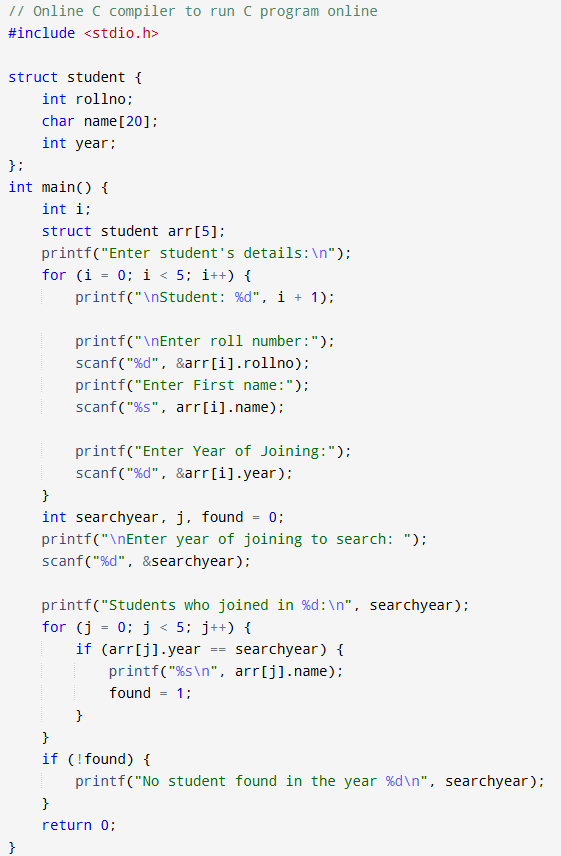 // Online C compiler to run C program online
#include <stdio.h>

struct student {
    int rollno;
    char name[20];
    int year;
};
int main() {
    int i;
    struct student arr[5];
    printf("Enter student's details:\n");
    for (i = 0; i < 5; i++) {
        printf("\nStudent: %d", i + 1);

        printf("\nEnter roll number:");
        scanf("%d", &arr[i].rollno);
        printf("Enter First name:");
        scanf("%s", arr[i].name);

        printf("Enter Year of Joining:");
        scanf("%d", &arr[i].year);
    }
    int searchyear, j, found = 0;
    printf("\nEnter year of joining to search: ");
    scanf("%d", &searchyear);

    printf("Students who joined in %d:\n", searchyear);
    for (j = 0; j < 5; j++) {
        if (arr[j].year == searchyear) {
            printf("%s\n", arr[j].name);
            found = 1;
        }
    }
    if (!found) {
        printf("No student found in the year %d\n", searchyear);
    }
    return 0;
}